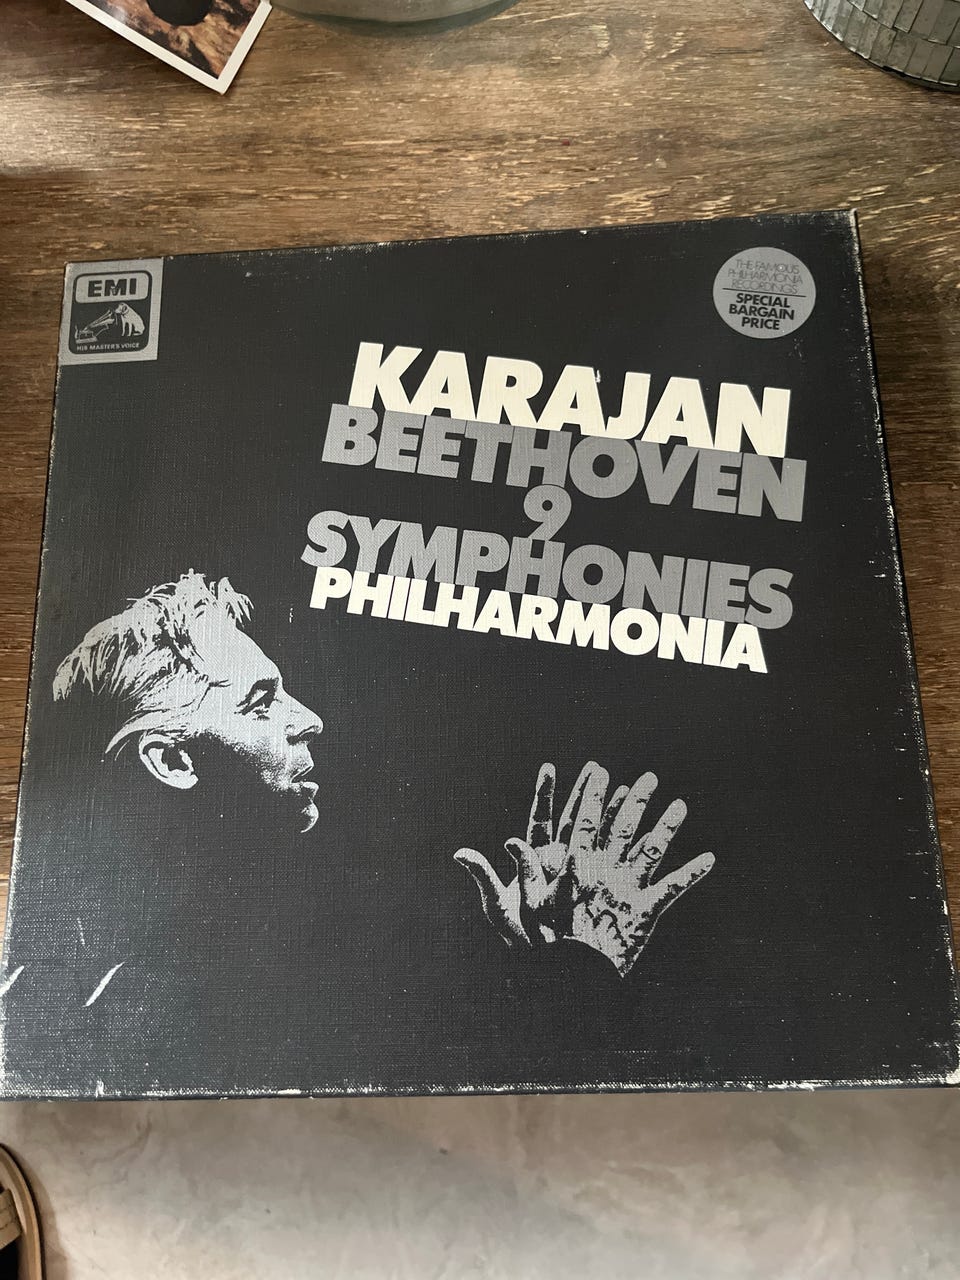 EMI
HIS MASTER'S VOICE
THE FAMOUS
PHILHARMONIA
RECORDINGS
SPECIAL
BARGAIN
PRICE
KARAJAN
BEETHOVEN
9
SYMPHONIES
PHILHARMONIA